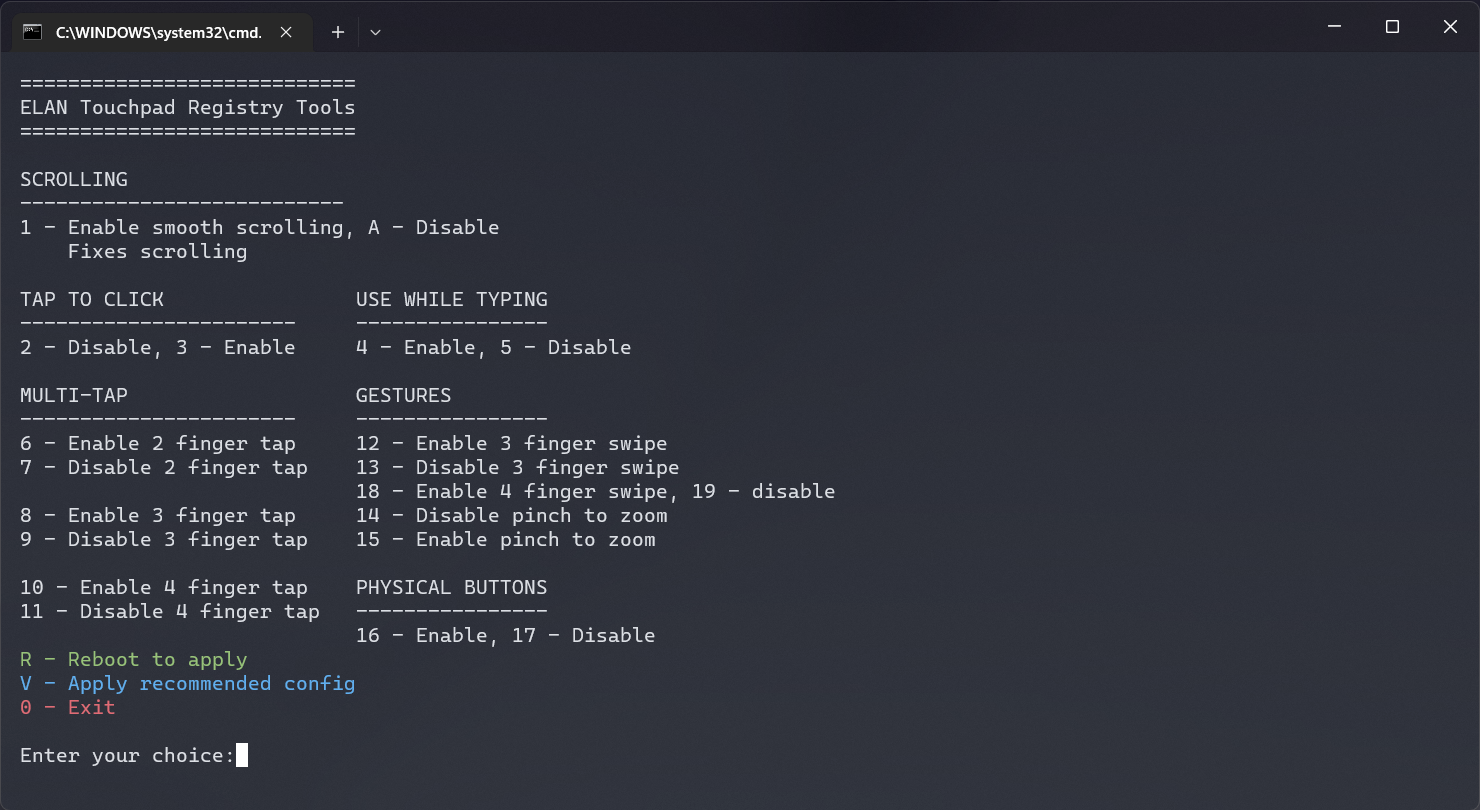 C:\WINDOWS\system32\cmd.
============================
ELAN Touchpad Registry Tools
============================
SCROLLING
---------------------------
1 - Enable smooth scrolling, A - Disable
Fixes scrolling
TAP TO CLICK                USE WHILE TYPING
-----------------------     ----------------
2 - Disable, 3 - Enable     4 - Enable, 5 - Disable
MULTI-TAP                   GESTURES
-----------------------     ----------------
6 - Enable 2 finger tap     12 - Enable 3 finger swipe
7 - Disable 2 finger tap    13 - Disable 3 finger swipe
                            18 - Enable 4 finger swipe, 19 - disable
8 - Enable 3 finger tap     14 - Disable pinch to zoom
9 - Disable 3 finger tap    15 - Enable pinch to zoom
10 - Enable 4 finger tap    PHYSICAL BUTTONS
11 - Disable 4 finger tap   ----------------
                            16 - Enable, 17 - Disable
R - Reboot to apply
V - Apply recommended config
0 - Exit
Enter your choice: